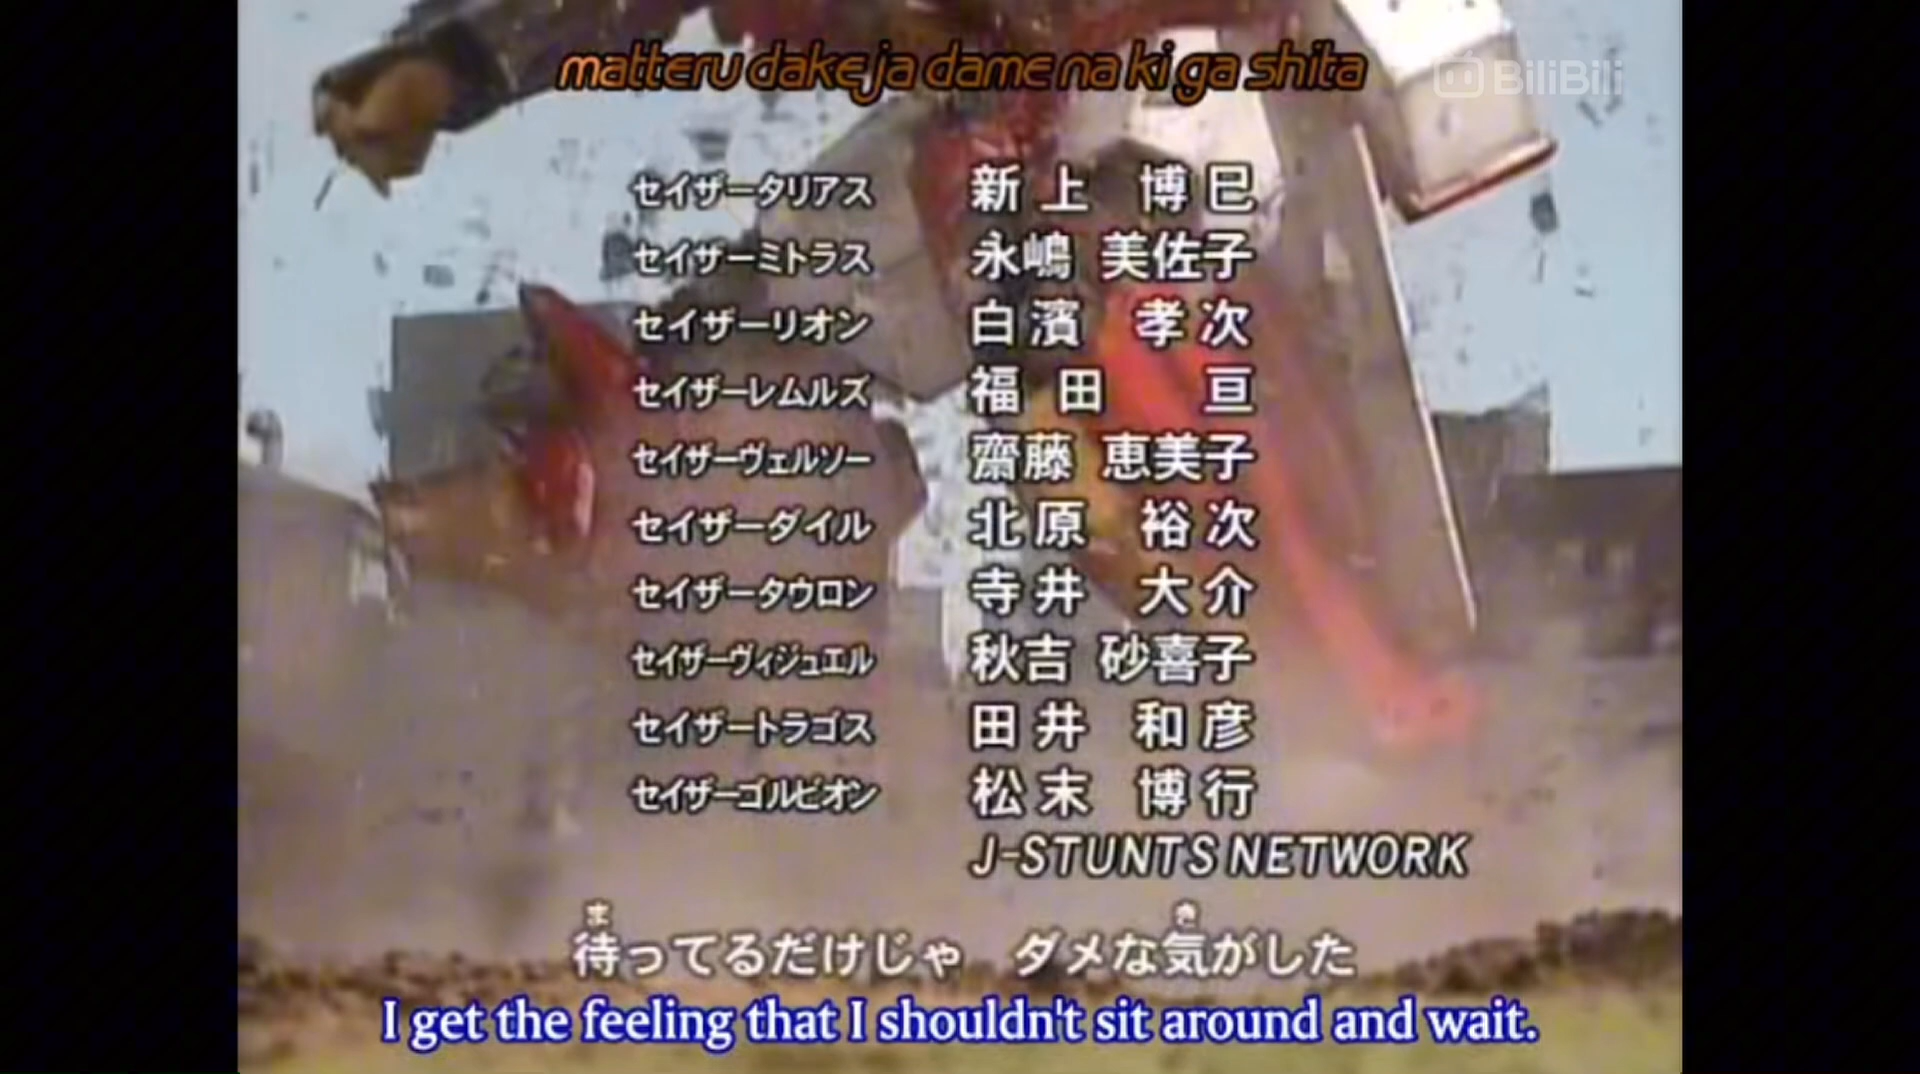 matteru dake ja dame na ki ga shita
BiliBili
セイザータリアス 新上 博巳
セイザーミトラス 永嶋 美佐子
セイザーリオン 白濱 孝次
セイザーレムルズ 福田 亘
セイザーヴェルソー 齋藤 恵美子
セイザーダイル 北原 裕次
セイザータウロン 寺井 大介
セイザーヴィジュエル 秋吉 砂喜子
セイザートラゴス 田井 和彦
セイザーゴルビオン 松末 博行
J-STUNTS NETWORK
ま き
待ってるだけじゃ ダメな気がした
I get the feeling that I shouldn't sit around and wait.